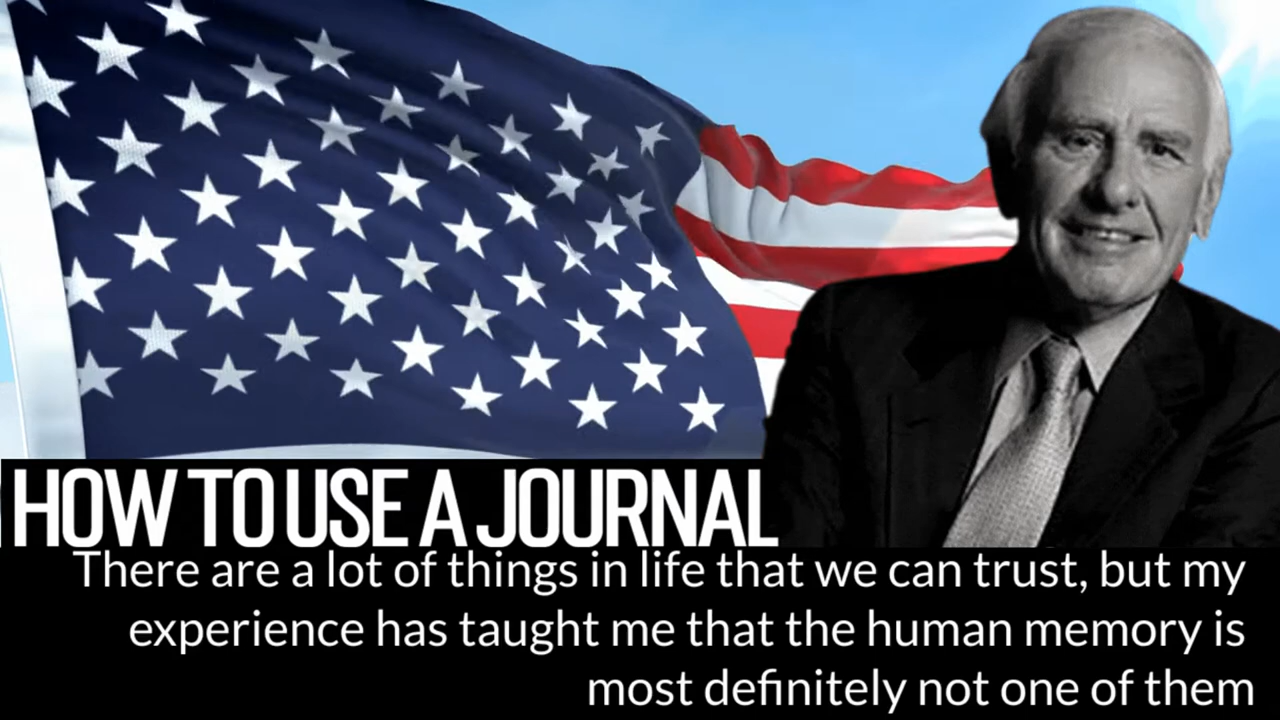 HOW TO USE A JOURNAL
There are a lot of things in life that we can trust, but my
experience has taught me that the human memory is
most definitely not one of them